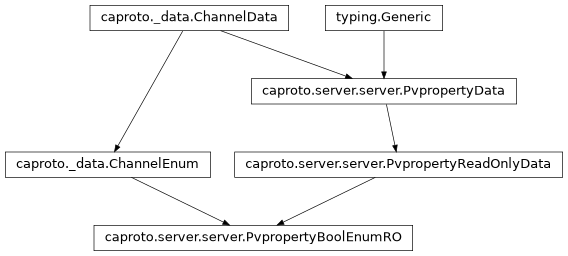 caproto._data.ChannelData
typing.Generic
caproto.server.server.PvpropertyData
caproto._data.ChannelEnum
caproto.server.server.PvpropertyReadOnlyData
caproto.server.server.PvpropertyBoolEnumRO